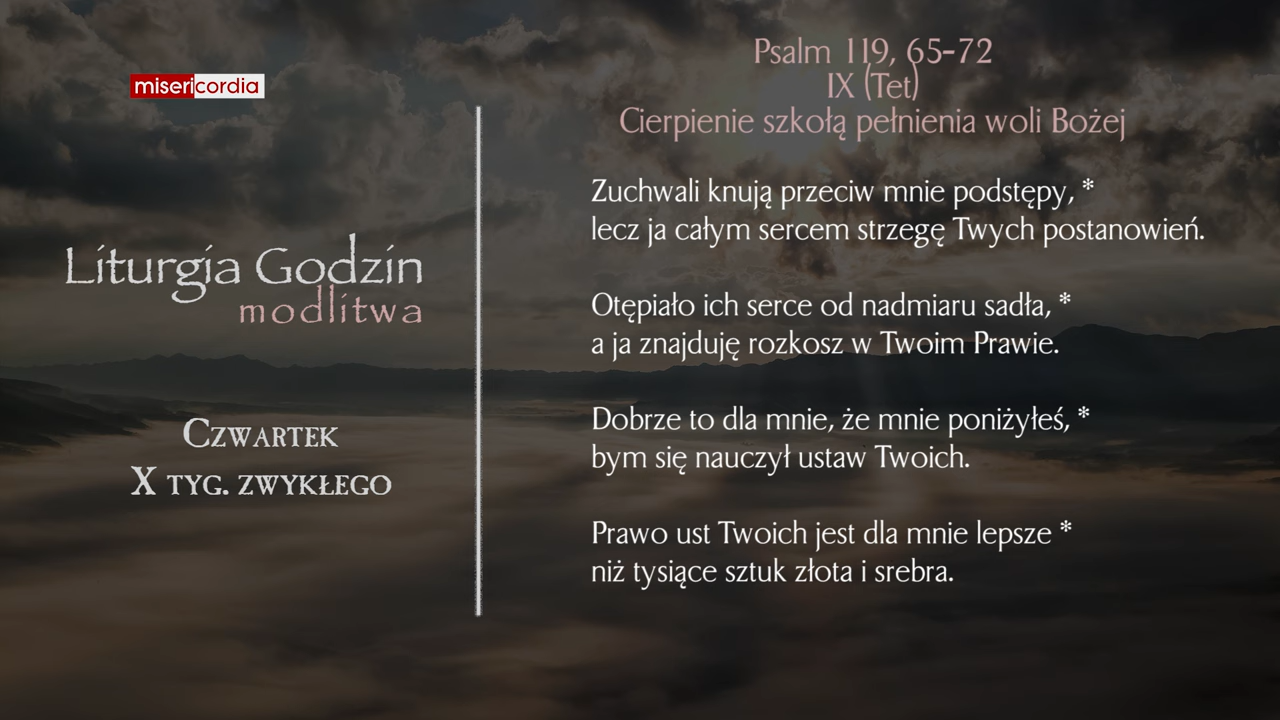 misericordia
Liturgia Godzin
modlitwa
Czwartek
X tyg. zwykłego
Psalm 119, 65-72
IX (Tet)
Cierpienie szkołą pełnienia woli Bożej
Zuchwali knują przeciw mnie podstępy, *
lecz ja całym sercem strzegę Twych postanowień.
Otępiało ich serce od nadmiaru sadła, *
a ja znajduję rozkosz w Twoim Prawie.
Dobrze to dla mnie, że mnie poniżyłeś, *
bym się nauczył ustaw Twoich.
Prawo ust Twoich jest dla mnie lepsze *
niż tysiące sztuk złota i srebra.